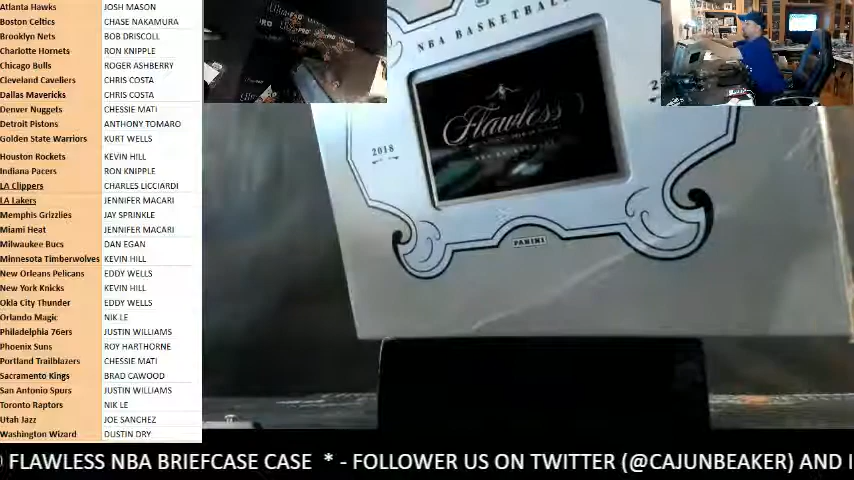 Atlanta Hawks JOSH MASON
Boston Celtics CHASE NAKAMURA
Brooklyn Nets BOB DRISCOLL
Charlotte Hornets RON KNIPPLE
Chicago Bulls ROGER ASHBERRY
Cleveland Cavaliers CHRIS COSTA
Dallas Mavericks CHRIS COSTA
Denver Nuggets CHESSIE MATI
Detroit Pistons ANTHONY TOMARO
Golden State Warriors KURT WELLS
Houston Rockets KEVIN HILL
Indiana Pacers RON KNIPPLE
LA Clippers CHARLES LICCIARDI
LA Lakers JENNIFER MACARI
Memphis Grizzlies JAY SPRINKLE
Miami Heat JENNIFER MACARI
Milwaukee Bucs DAN EGAN
Minnesota Timberwolves KEVIN HILL
New Orleans Pelicans EDDY WELLS
New York Knicks KEVIN HILL
Okla City Thunder EDDY WELLS
Orlando Magic NIK LE
Philadelphia 76ers JUSTIN WILLIAMS
Phoenix Suns ROY HARTHORNE
Portland Trailblazers CHESSIE MATI
Sacramento Kings BRAD CAWOOD
San Antonio Spurs JUSTIN WILLIAMS
Toronto Raptors NIK LE
Utah Jazz JOE SANCHEZ
Washington Wizard DUSTIN DRY
NBA BASKETBALL
Flawless
2018
PANINI
FLAWLESS NBA BRIEFCASE CASE * - FOLLOWER US ON TWITTER (@CAJUNBEAKER) AND I